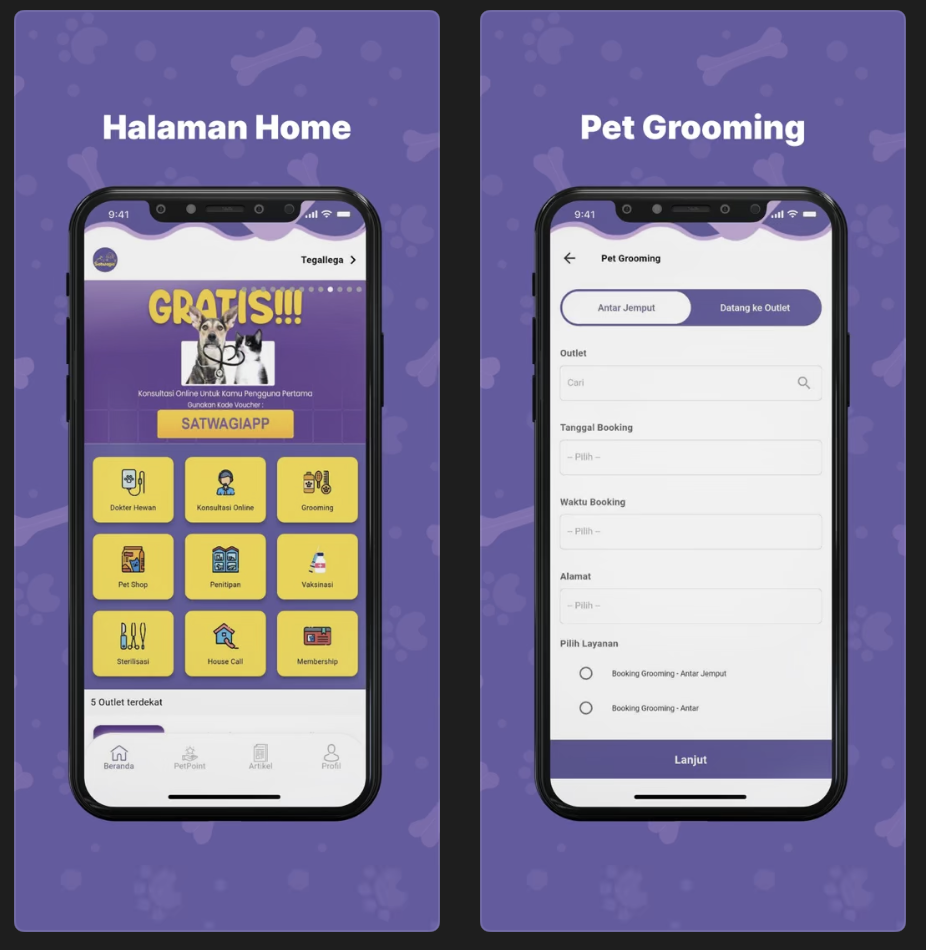 Halaman Home
9:41
Tegallega
GRATIS!!!
Konsultasi Online Untuk Kamu Pengguna Pertama
Gunakan Kode Voucher :
SATWAGIAPP
Dokter Hewan
Konsultasi Online
Grooming
Pet Shop
Penitipan
Vaksinasi
Sterilisasi
House Call
Membership
5 Outlet terdekat
Beranda
PetPoint
Artikel
Profil
Pet Grooming
9:41
Pet Grooming
Antar Jemput
Datang ke Outlet
Outlet
Cari
Tanggal Booking
-- Pilih --
Waktu Booking
-- Pilih --
Alamat
-- Pilih --
Pilih Layanan
Booking Grooming - Antar Jemput
Booking Grooming - Antar
Lanjut